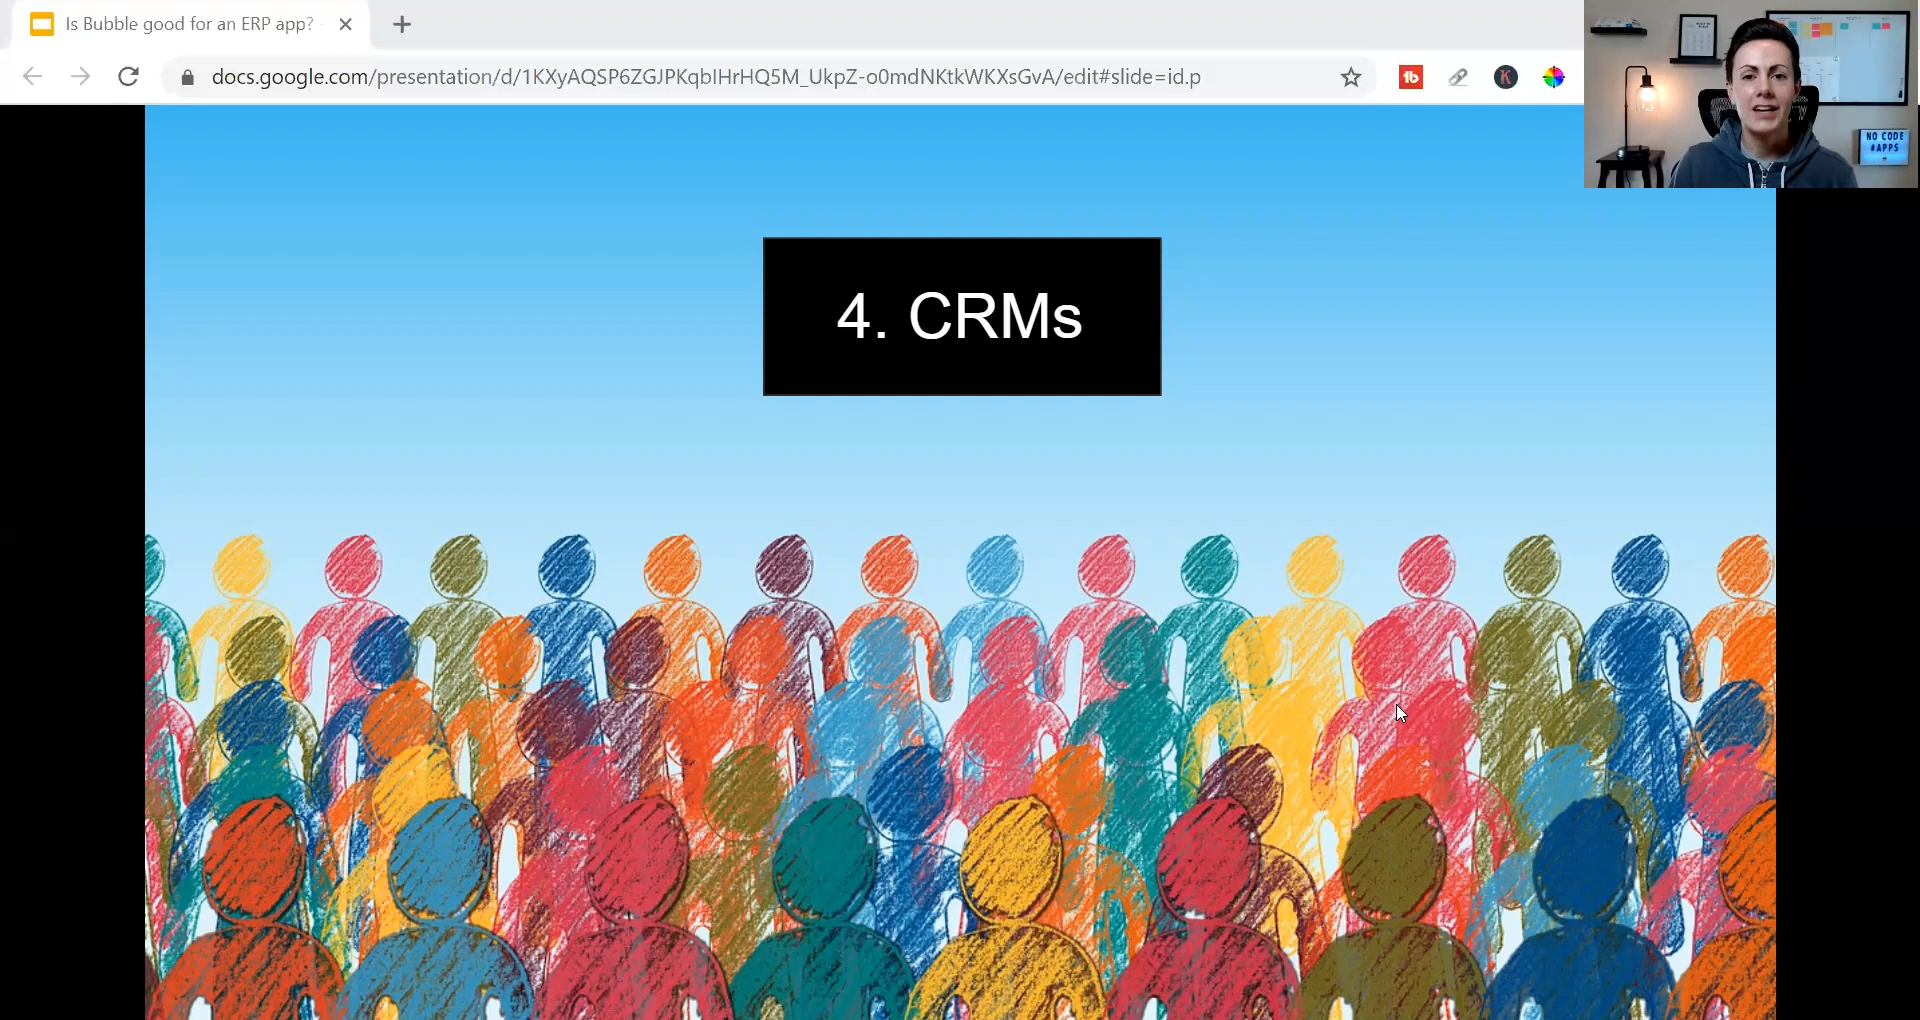 Is Bubble good for an ERP app?
docs.google.com/presentation/d/1KXyAQSP6ZGJPKqbIHrHQ5M_UkpZ-o0mdNKtkWKXsGvA/edit#slide=id.p
1b
K
NO CODE
#APPS
4. CRMs